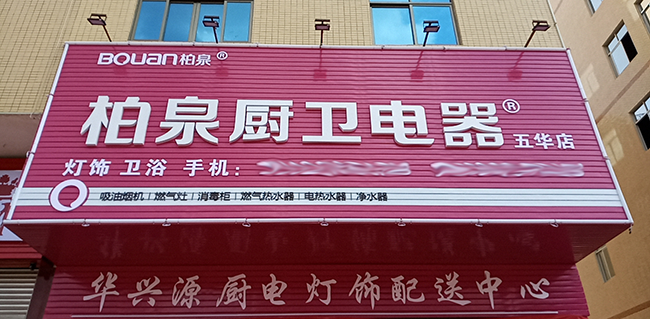 BOUan柏泉®
柏泉厨卫电器® 五华店
灯饰 卫浴 手机：
吸油烟机 | 燃气灶 | 消毒柜 | 燃气热水器 | 电热水器 | 净水器
华兴源厨电灯饰配送中心